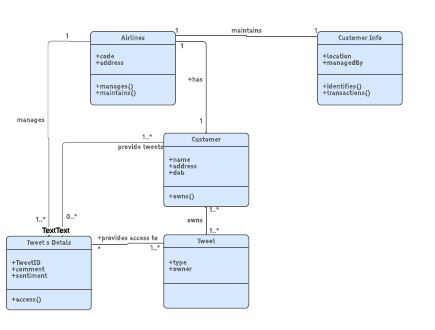 1
Airlines
1
maintains
1
Customer Info
1
+code
+address
+location
+managedBy
+manages()
+maintains()
+has
+identifies()
+transactions()
manages
1
1..*
provide tweets
Customer
+name
+address
+dob
+owns()
1..*
0..*
1..*
owns
TextText
1..*
Tweet's Detals
+provides access to
*
1..*
Tweet
+TweetID
+comment
+sentiment
+type
+owner
+access()